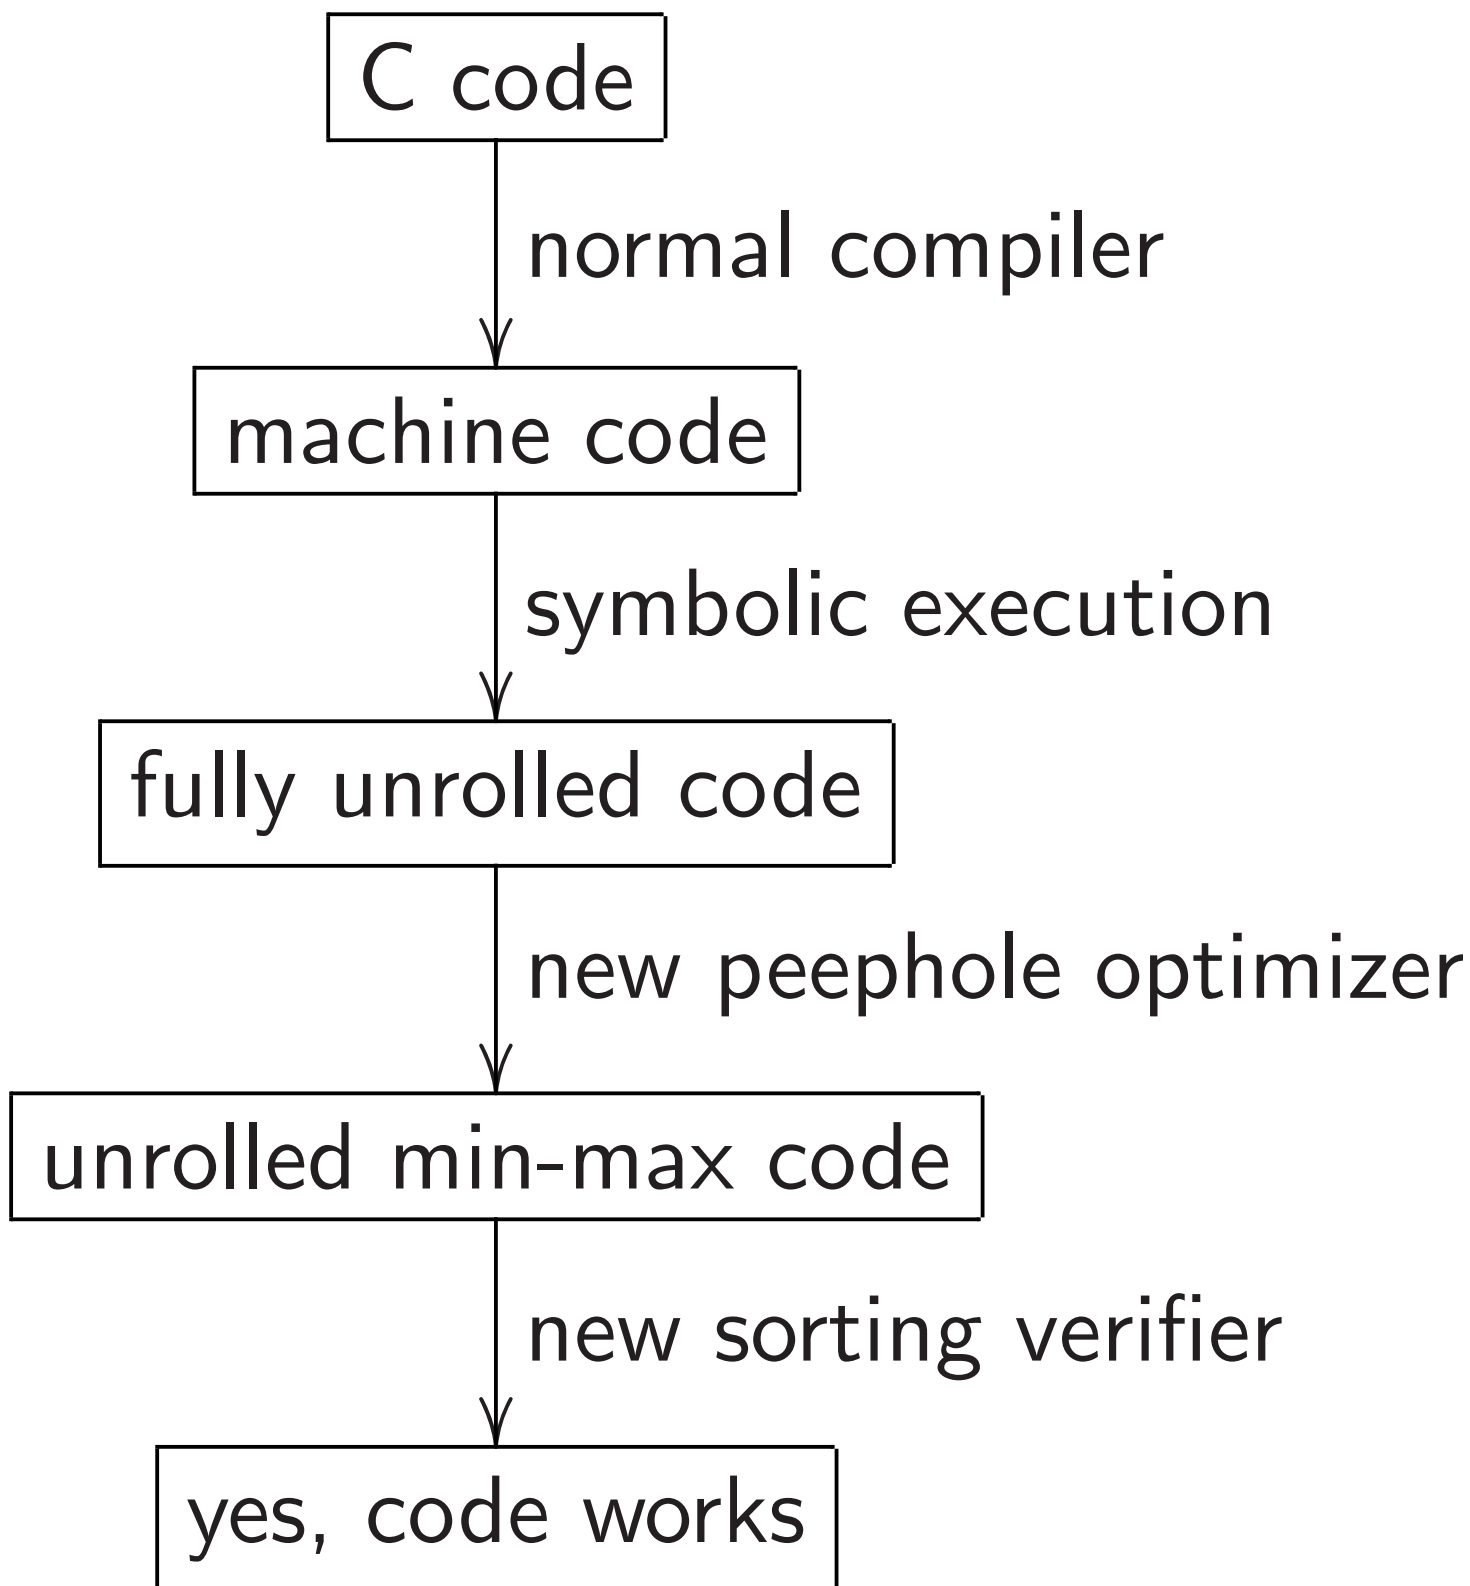 C code
normal compiler
machine code
symbolic execution
fully unrolled code
new peephole optimizer
unrolled min-max code
new sorting verifier
yes, code works